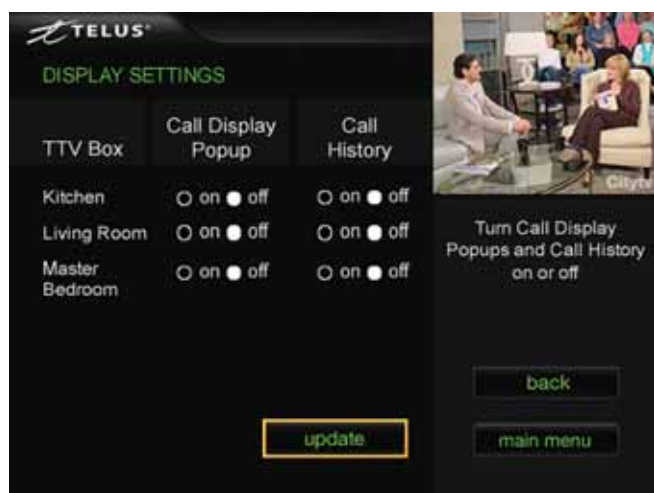 TELUS
DISPLAY SETTINGS
TTV Box
Call Display
Popup
Call
History
Kitchen
on off
on off
Living Room
on off
on off
Master
Bedroom
on off
on off
update
Citytv
Turn Call Display
Popups and Call History
on or off
back
main menu